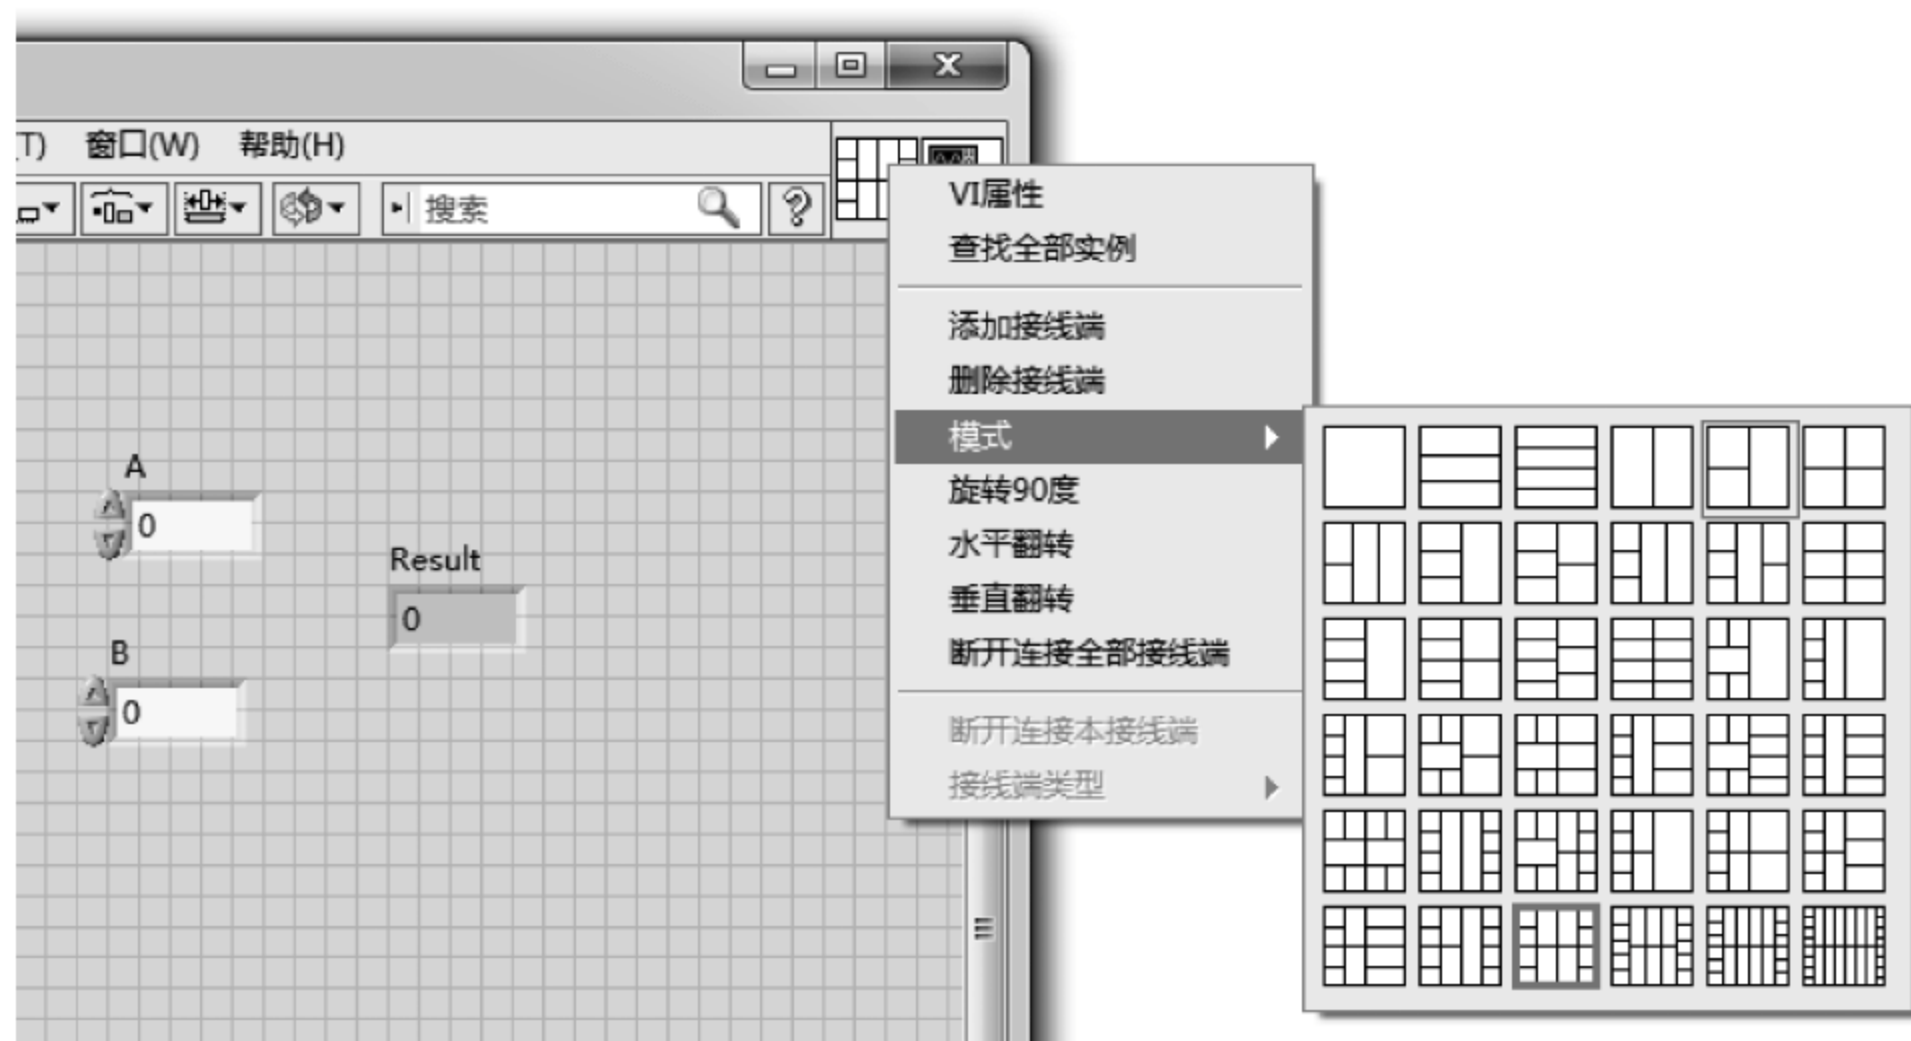 T) 窗口(W) 帮助(H)
搜索
VI属性
查找全部实例
添加接线端
删除接线端
模式
旋转90度
水平翻转
垂直翻转
断开连接全部接线端
断开连接本接线端
接线端类型
A
0
Result
0
B
0